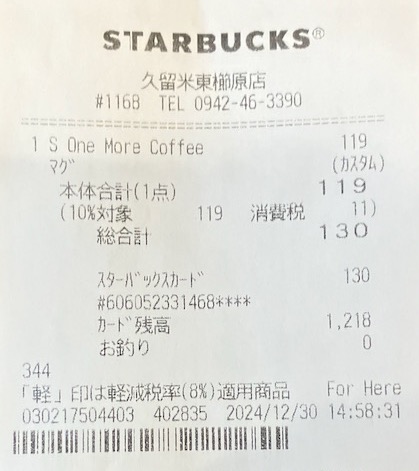 STARBUCKS®
久留米東櫛原店
#1168 TEL 0942-46-3390
1 S One More Coffee 119
マグ (カスタム)
本体合計(1点) 119
(10%対象 119 消費税 11)
総合計 130
スターバックスカード 130
#606052331468****
カード残高 1,218
お釣り 0
344
「軽」印は軽減税率(8%)適用商品 For Here
030217504403 402835 2024/12/30 14:58:31